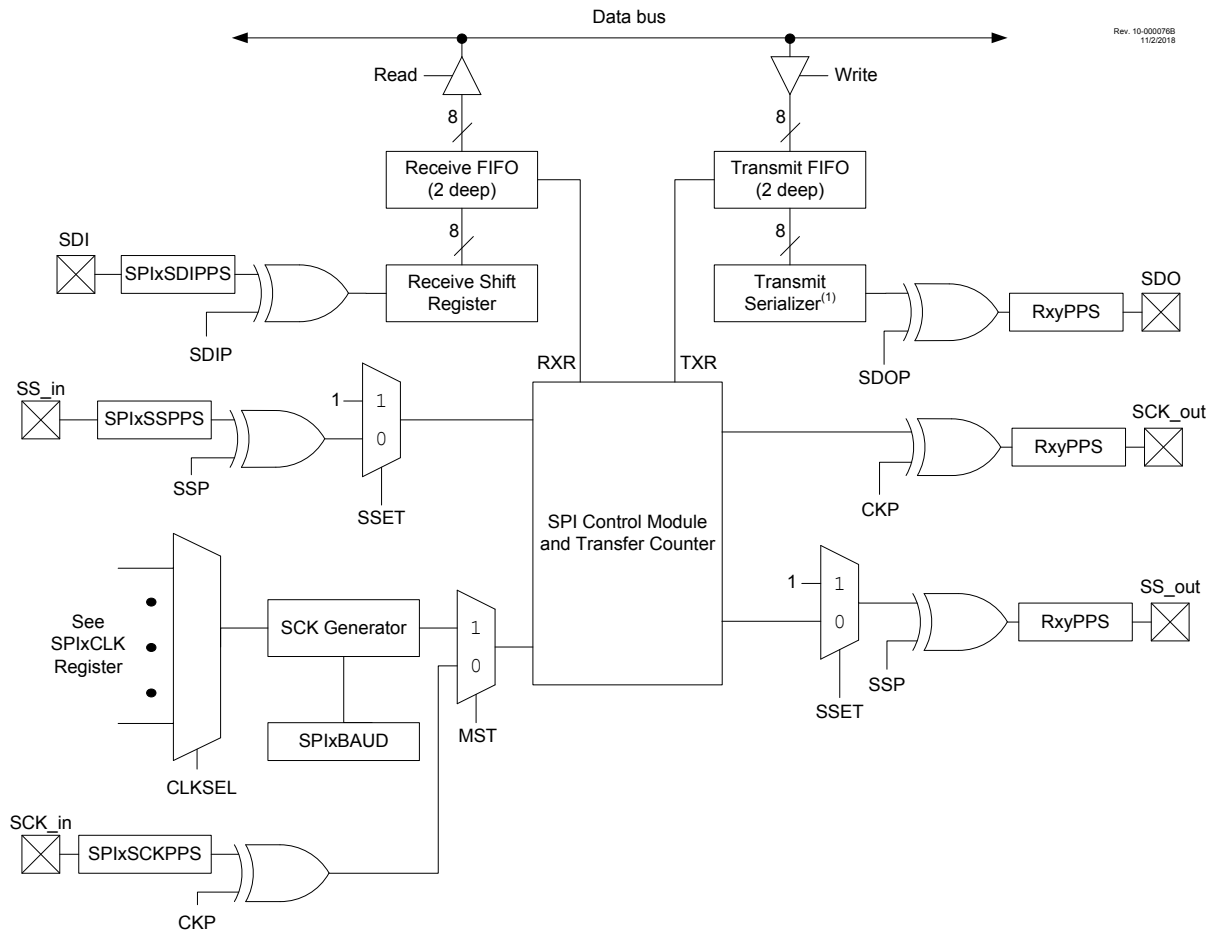 Data bus
Rev. 10-000076B
11/2/2018
Read
Write
8
8
Receive FIFO
(2 deep)
Transmit FIFO
(2 deep)
8
8
SDI
SPIxSDIPPS
Receive Shift
Register
Transmit
Serializer(1)
SDO
RxyPPS
SDIP
SDOP
RXR
TXR
SS_in
SPIxSSPPS
1
1
0
SSP
SSET
SCK_out
RxyPPS
CKP
SPI Control Module
and Transfer Counter
See
SPIxCLK
Register
SCK Generator
1
0
SPIxBAUD
MST
CLKSEL
1
1
0
SS_out
RxyPPS
SSP
SSET
SCK_in
SPIxSCKPPS
CKP